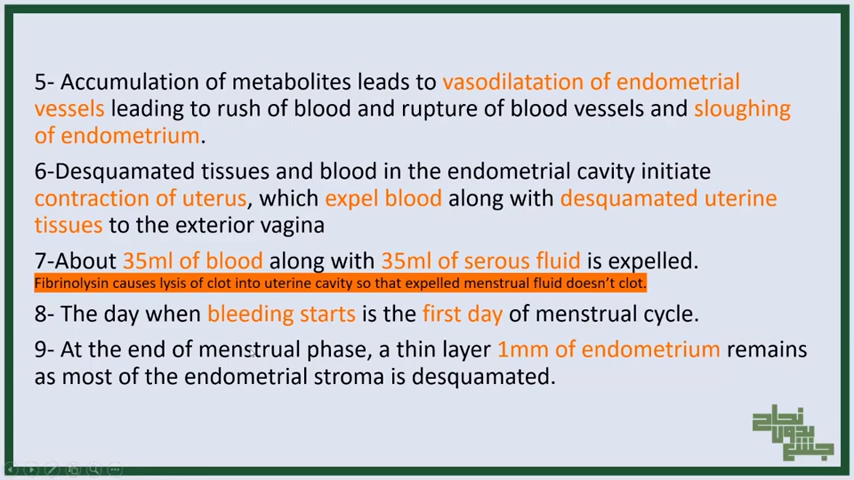 5- Accumulation of metabolites leads to vasodilatation of endometrial
vessels leading to rush of blood and rupture of blood vessels and sloughing
of endometrium.
6-Desquamated tissues and blood in the endometrial cavity initiate
contraction of uterus, which expel blood along with desquamated uterine
tissues to the exterior vagina
7-About 35ml of blood along with 35ml of serous fluid is expelled.
Fibrinolysin causes lysis of clot into uterine cavity so that expelled menstrual fluid doesn't clot.
8- The day when bleeding starts is the first day of menstrual cycle.
9- At the end of menstrual phase, a thin layer 1mm of endometrium remains
as most of the endometrial stroma is desquamated.
نجاح
بدون
جشع